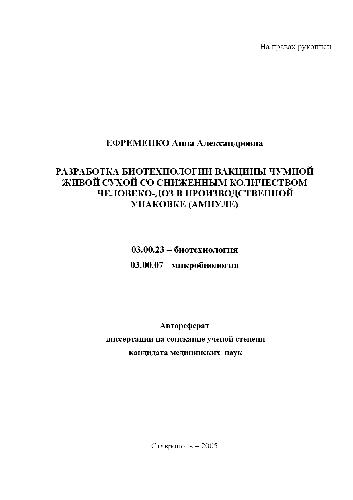 На правах рукописи
ЕФРЕМЕНКО Анна Александровна
РАЗРАБОТКА БИОТЕХНОЛОГИИ ВАКЦИНЫ ЧУМНОЙ
ЖИВОЙ СУХОЙ СО СНИЖЕННЫМ КОЛИЧЕСТВОМ
ЧЕЛОВЕКО-ДОЗ В ПРОИЗВОДСТВЕННОЙ
УПАКОВКЕ (АМПУЛЕ)
03.00.23 – биотехнология
03.00.07 – микробиология
Автореферат
диссертации на соискание ученой степени
кандидата медицинских наук
Ставрополь – 2005